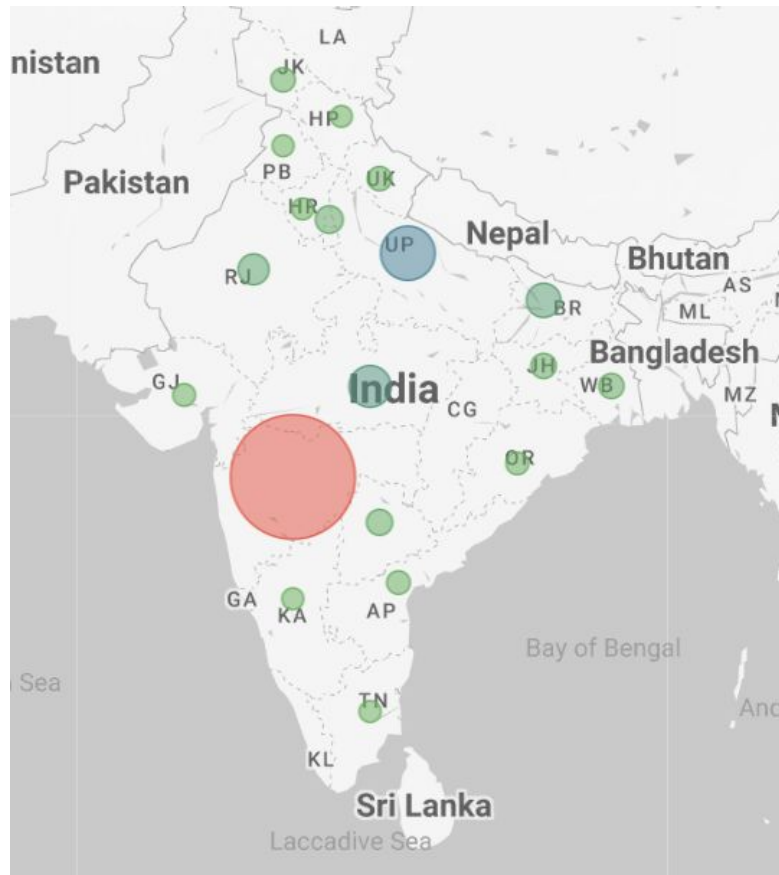 LA
nistan
JK
HP
PB
Pakistan
UK
HR
UP
Nepal
Bhutan
RJ
AS
BR
ML
Bangladesh
GJ
JH
WB
India
MZ
CG
OR
GA
KA
AP
Bay of Bengal
Sea
TN
And
KL
Sri Lanka
Laccadive Sea